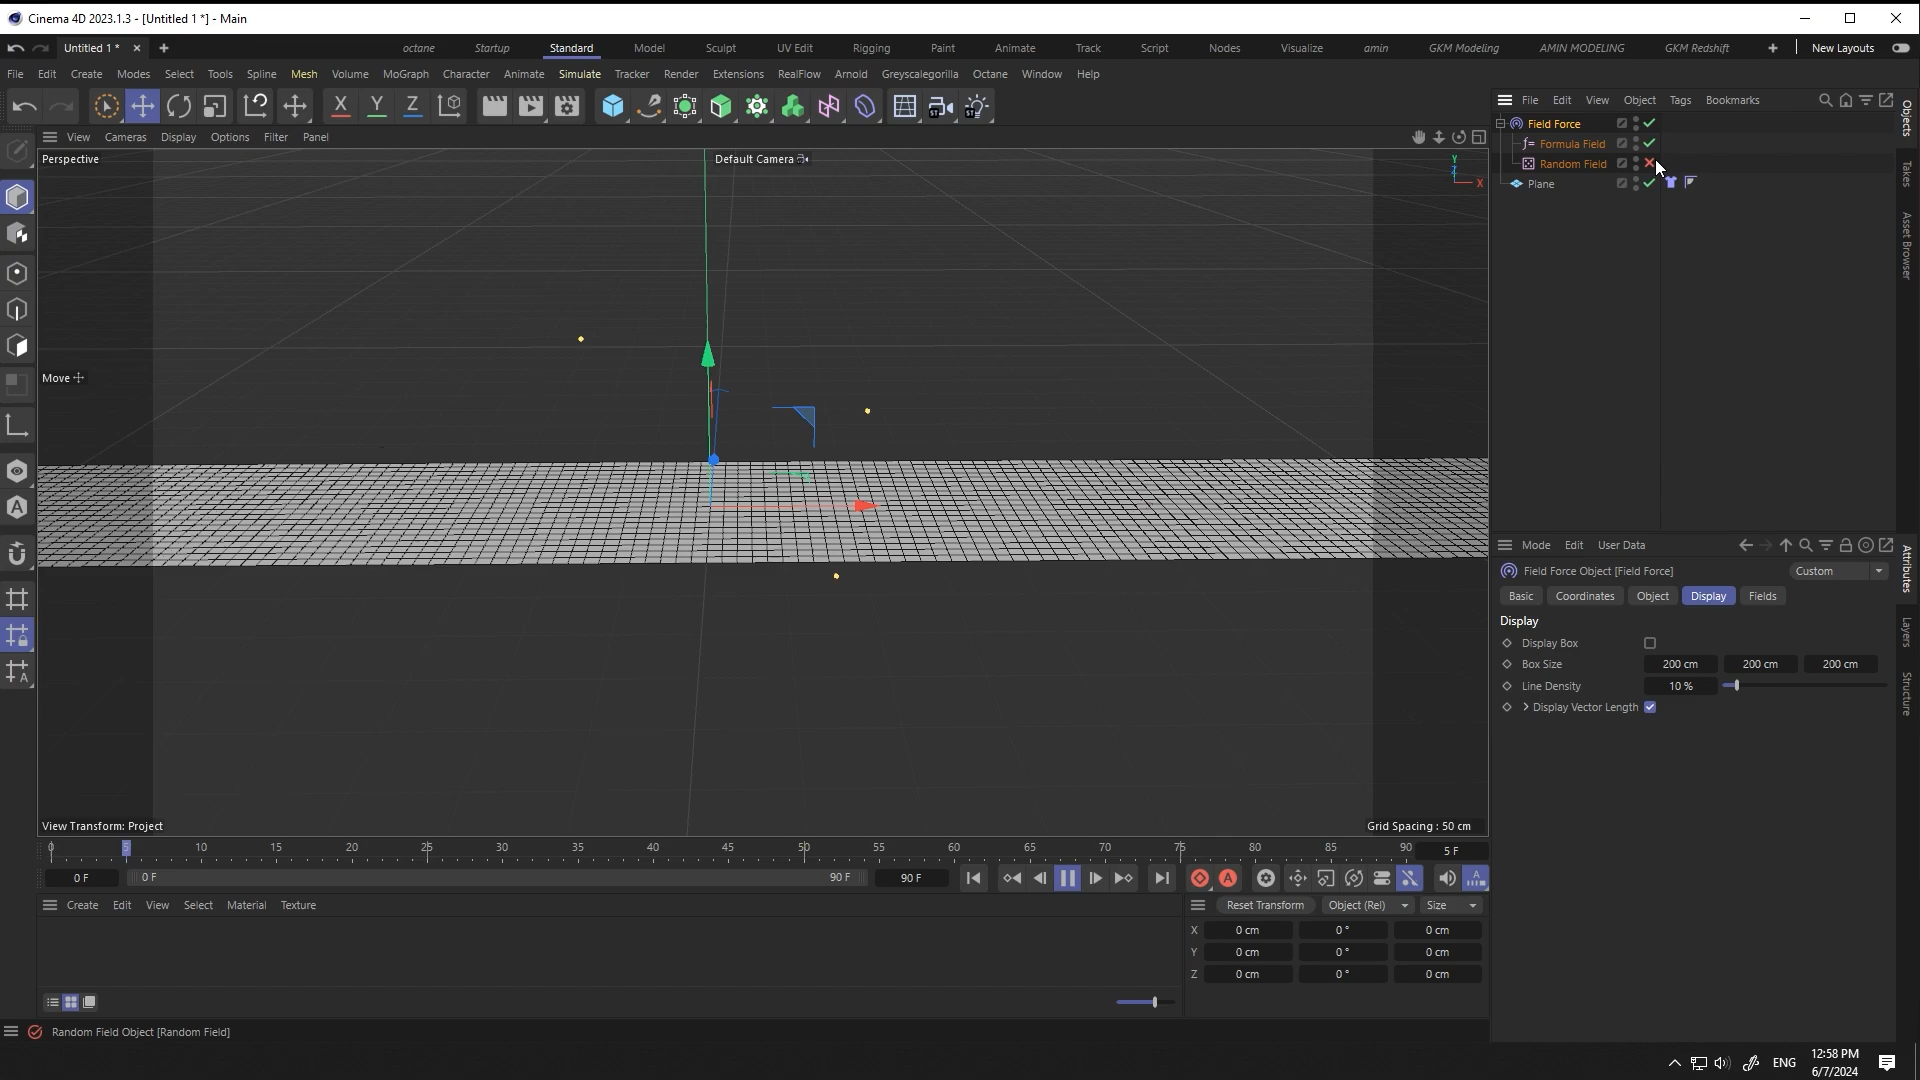 Cinema 4D 2023.1.3 - [Untitled 1 *] - Main
Untitled 1 *
octane Startup Standard Model Sculpt UV Edit Rigging Paint Animate Track Script Nodes Visualize amin GKM Modeling AMIN MODELING GKM Redshift New Layouts
File Edit Create Modes Select Tools Spline Mesh Volume MoGraph Character Animate Simulate Tracker Render Extensions RealFlow Arnold Greyscalegorilla Octane Window Help
X Y Z
File Edit View Object Tags Bookmarks
Field Force
Formula Field
Random Field
Plane
Objects
Takes
Asset Browser
View Cameras Display Options Filter Panel
Perspective
Default Camera
Y
Z
X
Move
View Transform: Project
Grid Spacing : 50 cm
Mode Edit User Data
Field Force Object [Field Force]
Custom
Basic Coordinates Object Display Fields
Display
Display Box
Box Size 200 cm 200 cm 200 cm
Line Density 10 %
Display Vector Length
Attributes
Layers
Structure
0 5 10 15 20 25 30 35 40 45 50 55 60 65 70 75 80 85 90 5 F
0 F 0 F 90 F 90 F
Create Edit View Select Material Texture
Reset Transform Object (Rel) Size
X 0 cm 0 ° 0 cm
Y 0 cm 0 ° 0 cm
Z 0 cm 0 ° 0 cm
Random Field Object [Random Field]
ENG
12:58 PM
6/7/2024